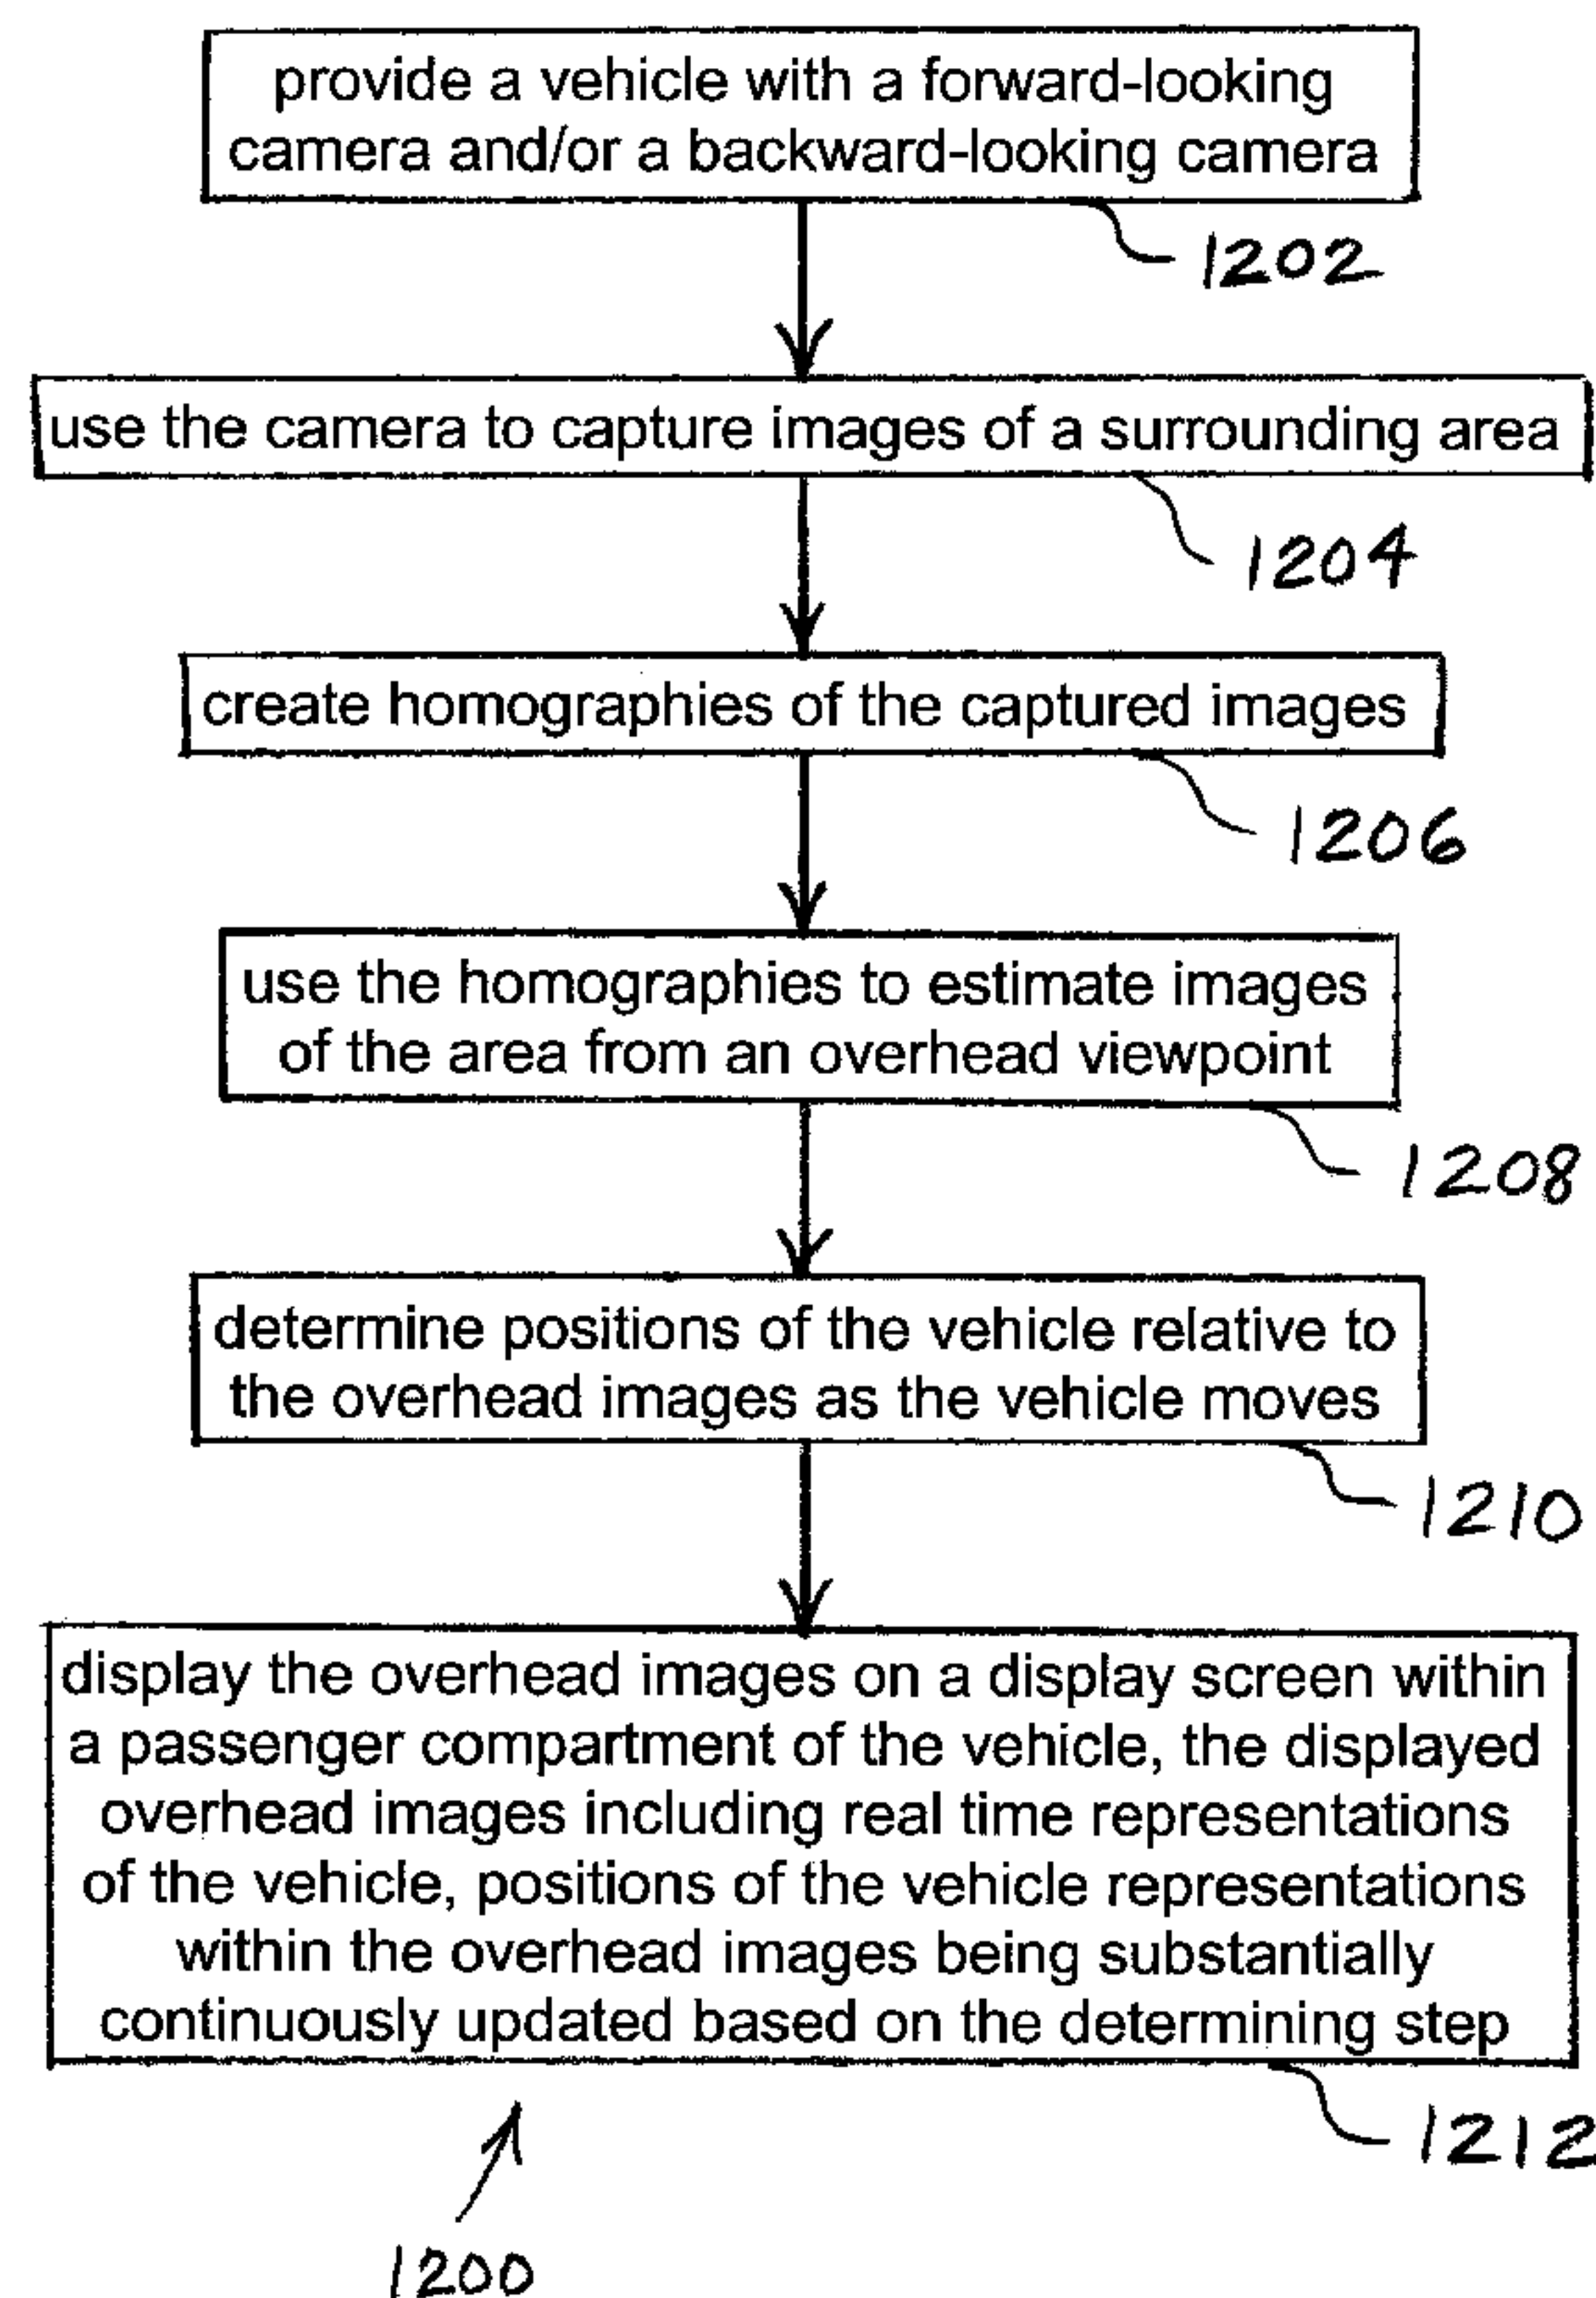 provide a vehicle with a forward-looking
camera and/or a backward-looking camera
1202
use the camera to capture images of a surrounding area
1204
create homographies of the captured images
1206
use the homographies to estimate images
of the area from an overhead viewpoint
1208
determine positions of the vehicle relative to
the overhead images as the vehicle moves
1210
display the overhead images on a display screen within
a passenger compartment of the vehicle, the displayed
overhead images including real time representations
of the vehicle, positions of the vehicle representations
within the overhead images being substantially
continuously updated based on the determining step
1212
1200